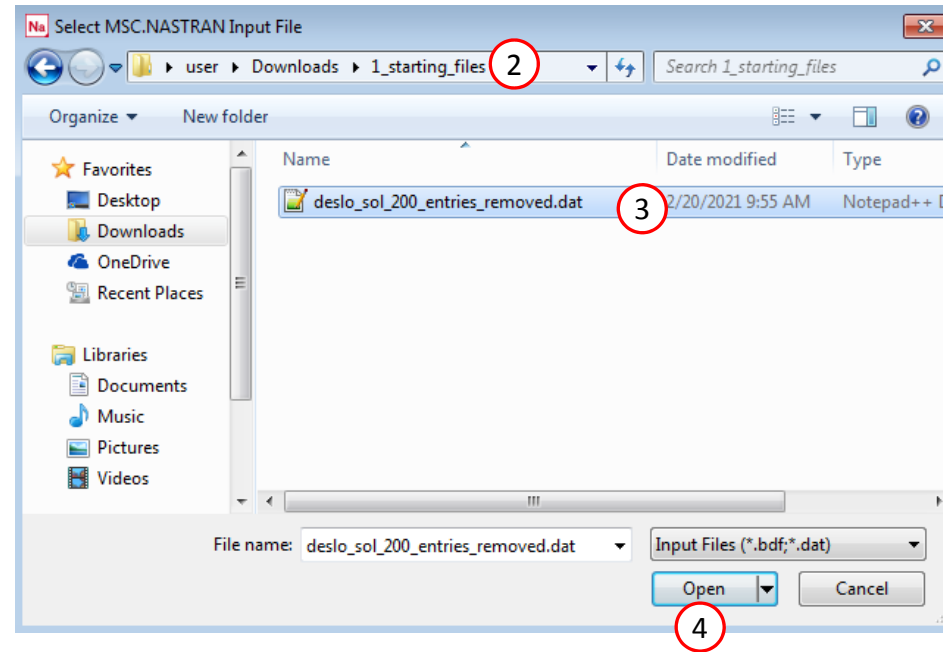 Na Select MSC.NASTRAN Input File
user Downloads 1_starting_files 2 Search 1_starting_files
Organize New folder
Name Date modified Type
Favorites
Desktop
Downloads
OneDrive
Recent Places
Libraries
Documents
Music
Pictures
Videos
deslo_sol_200_entries_removed.dat 3 2/20/2021 9:55 AM Notepad++
File name: deslo_sol_200_entries_removed.dat Input Files (*.bdf;*.dat)
Open Cancel
4